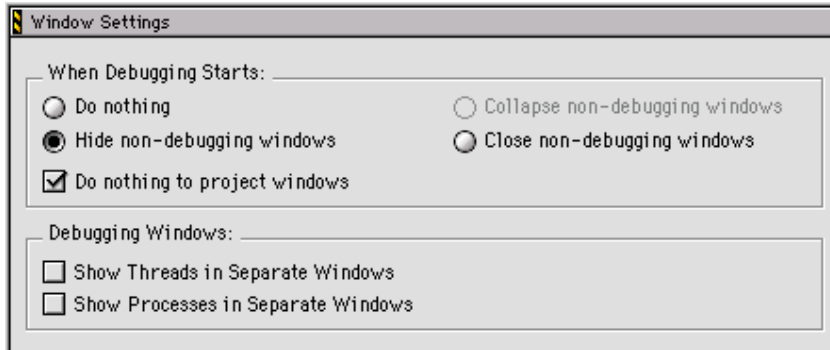 Window Settings
When Debugging Starts:
Do nothing
Collapse non-debugging windows
Hide non-debugging windows
Close non-debugging windows
Do nothing to project windows
Debugging Windows:
Show Threads in Separate Windows
Show Processes in Separate Windows